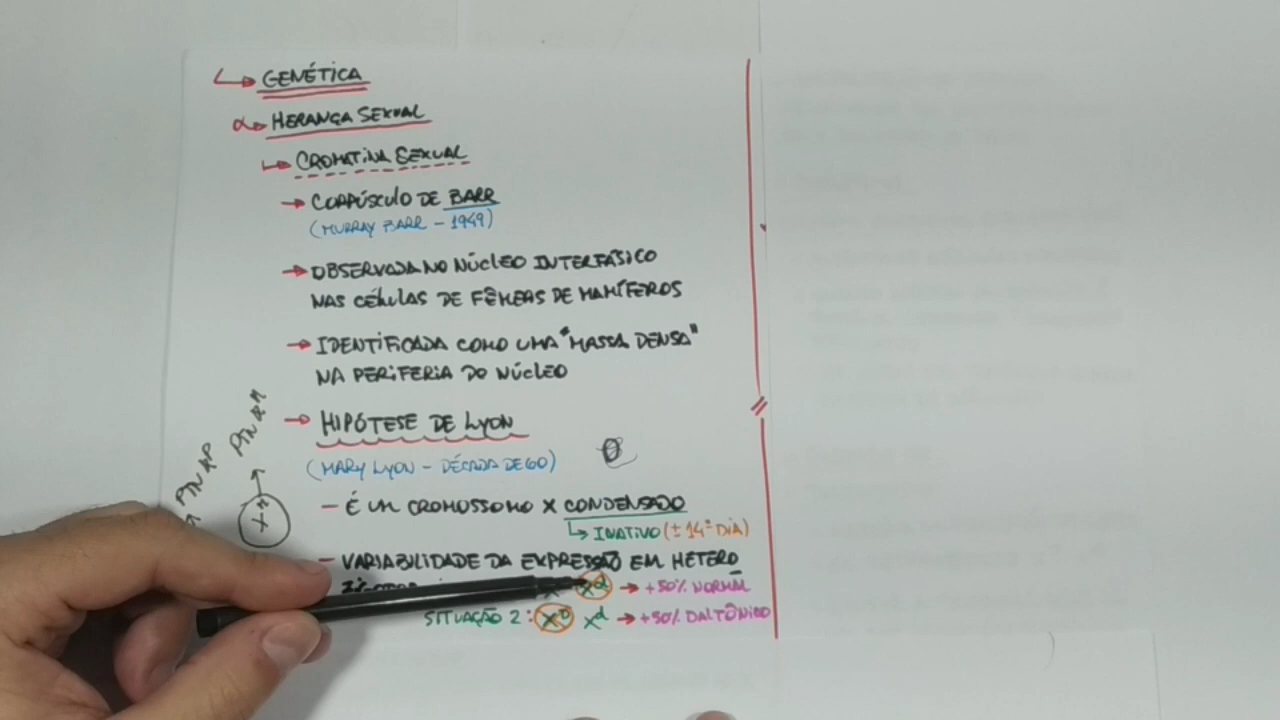 GENÉTICA
α HERANÇA SEXUAL
CROMATINA SEXUAL
CORPÚSCULO DE BARR
(MURRAY BARR - 1949)
OBSERVADA NO NÚCLEO INTERFÁSICO
NAS CÉLULAS DE FÊMEAS DE MAMÍFEROS
IDENTIFICADA COMO UMA "MASSA DENSA"
NA PERIFERIA DO NÚCLEO
HIPÓTESE DE LYON
(MARY LYON - DÉCADA DE 60)
- É UM CROMOSSOMO X CONDENSADO
INATIVO (± 14º DIA)
- VARIABILIDADE DA EXPRESSÃO EM HETERO
X^d → +50% NORMAL
SITUAÇÃO 2: X^D X^d → +50% DALTÔNICO